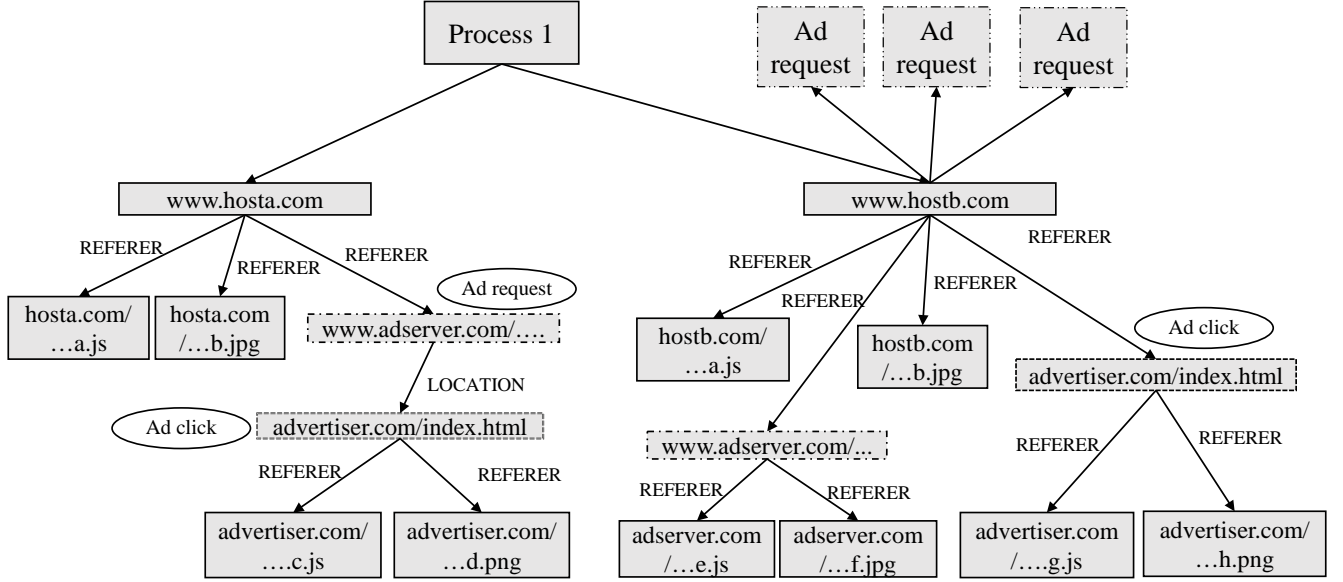 Process 1
Ad
request
Ad
request
Ad
request
www.hosta.com
www.hostb.com
REFERER
REFERER
REFERER
REFERER
REFERER
REFERER
REFERER
Ad request
Ad click
hosta.com/
…a.js
hosta.com
/…b.jpg
www.adserver.com/….
hostb.com/
…a.js
hostb.com
/…b.jpg
advertiser.com/index.html
LOCATION
Ad click
advertiser.com/index.html
www.adserver.com/...
REFERER
REFERER
REFERER
REFERER
REFERER
REFERER
advertiser.com/
….c.js
advertiser.com/
…d.png
adserver.com
/…e.js
adserver.com
/…f.jpg
advertiser.com
/….g.js
advertiser.com/
…h.png